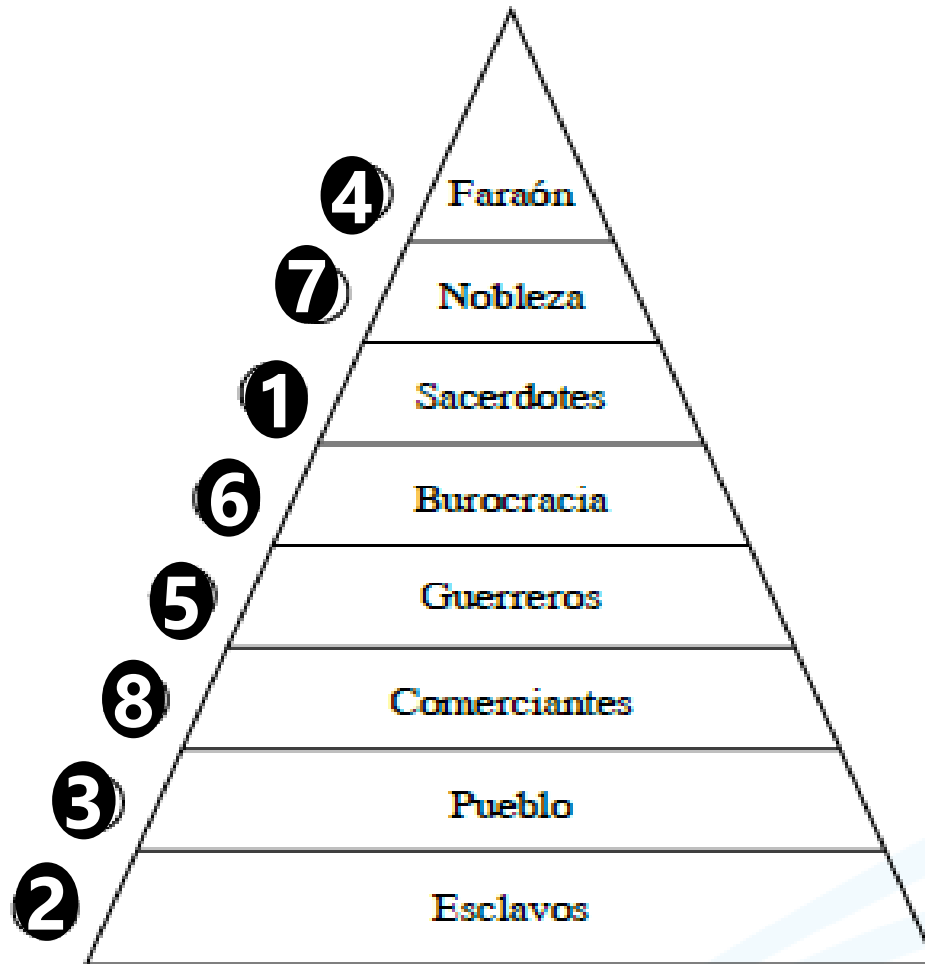 4 Faraón
7 Nobleza
1 Sacerdotes
6 Burocracia
5 Guerreros
8 Comerciantes
3 Pueblo
2 Esclavos